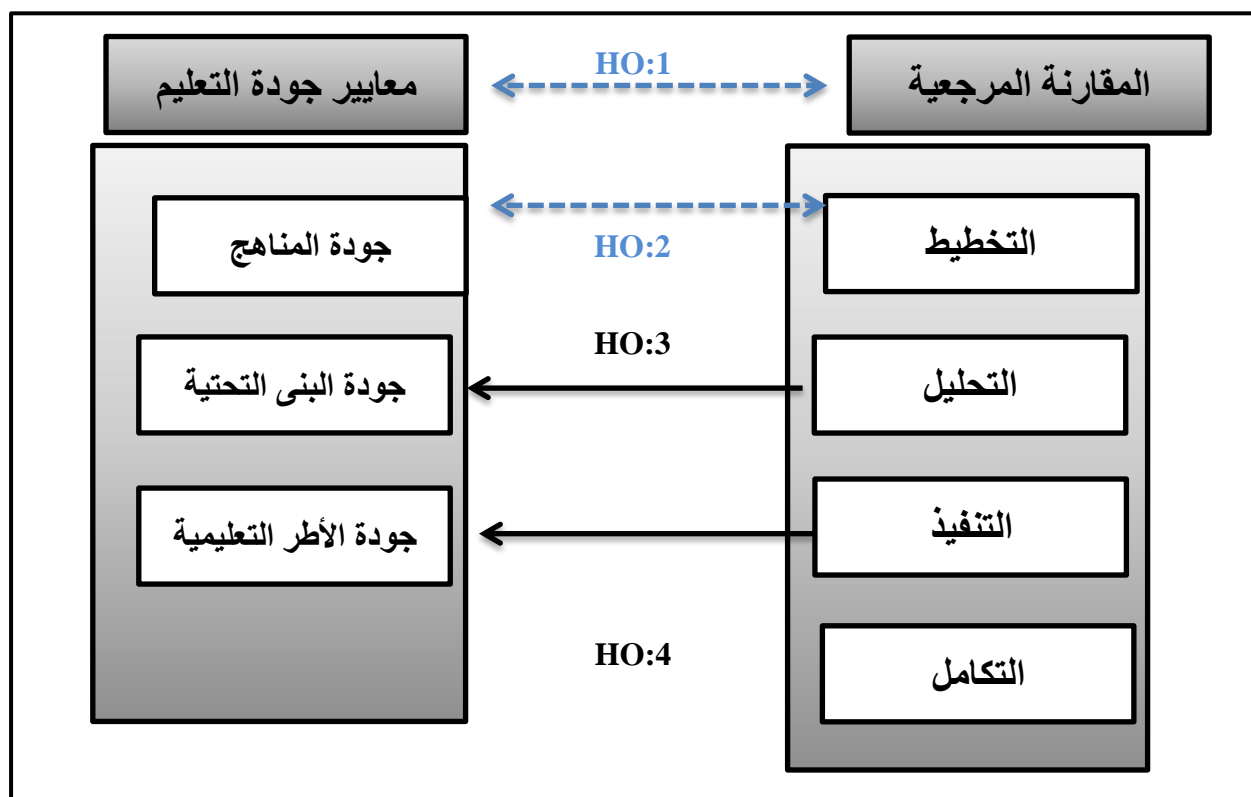 المقارنة المرجعية
HO:1
معايير جودة التعليم
التخطيط
HO:2
جودة المناهج
التحليل
HO:3
جودة البنى التحتية
التنفيذ
جودة الأطر التعليمية
التكامل
HO:4